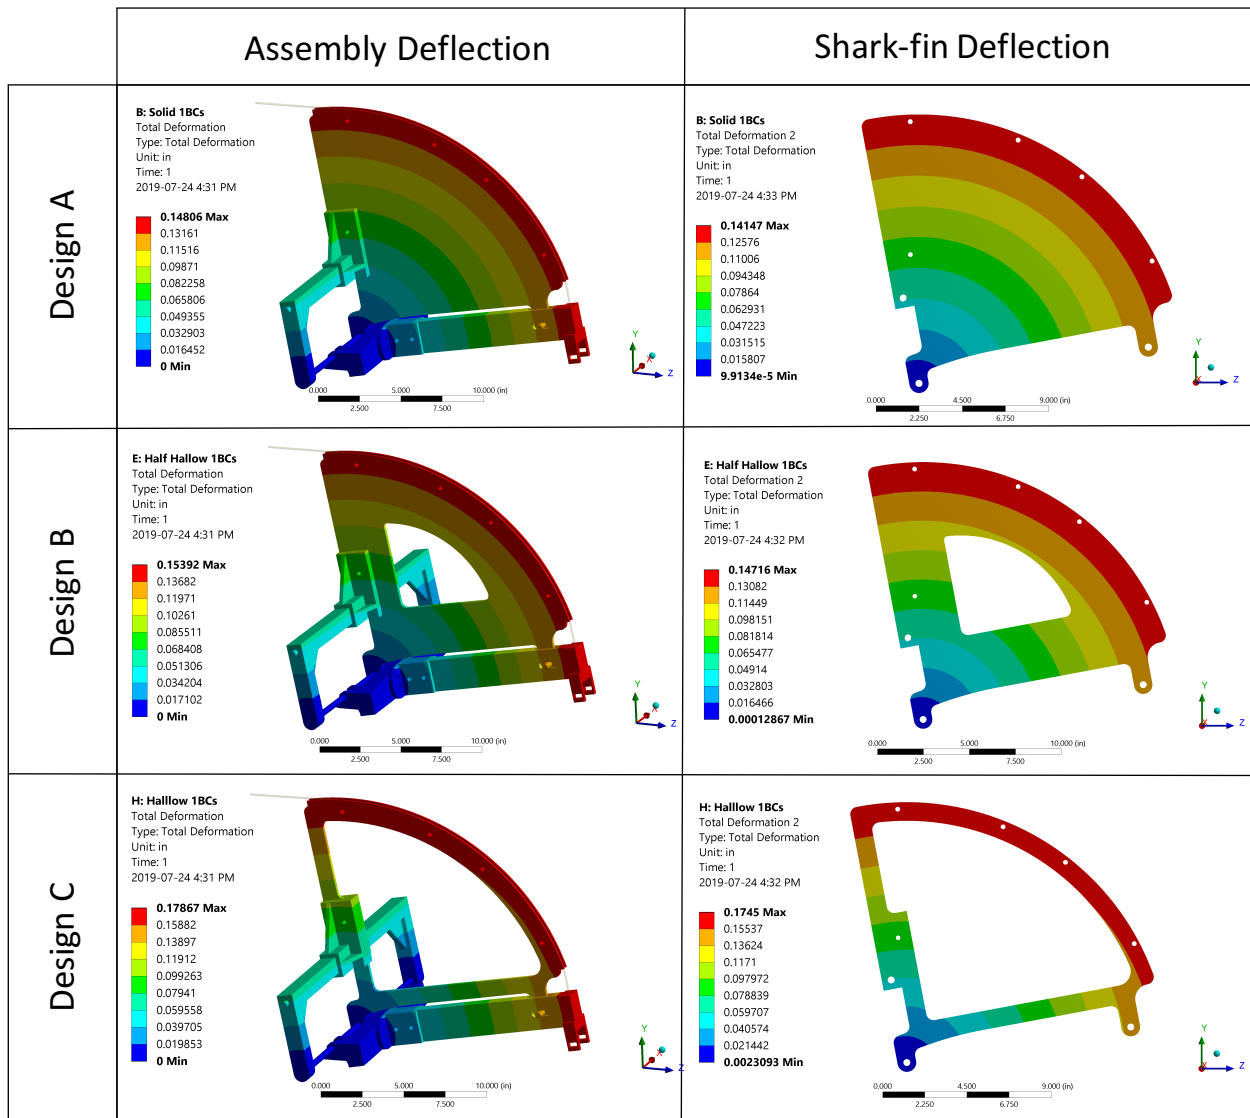 Assembly Deflection
Shark-fin Deflection
Design A
B: Solid 1BCs
Total Deformation
Type: Total Deformation
Unit: in
Time: 1
2019-07-24 4:31 PM
0.14806 Max
0.13161
0.11516
0.09871
0.082258
0.065806
0.049355
0.032903
0.016452
0 Min
0.000
5.000
10.000 (in)
2.500
7.500
Y
X
Z
B: Solid 1BCs
Total Deformation 2
Type: Total Deformation
Unit: in
Time: 1
2019-07-24 4:33 PM
0.14147 Max
0.12576
0.11006
0.094348
0.07864
0.062931
0.047223
0.031515
0.015807
9.9134e-5 Min
0.000
4.500
9.000 (in)
2.250
6.750
Y
X
Z
Design B
E: Half Hallow 1BCs
Total Deformation
Type: Total Deformation
Unit: in
Time: 1
2019-07-24 4:31 PM
0.15392 Max
0.13682
0.11971
0.10261
0.085511
0.068408
0.051306
0.034204
0.017102
0 Min
0.000
5.000
10.000 (in)
2.500
7.500
Y
X
Z
E: Half Hallow 1BCs
Total Deformation 2
Type: Total Deformation
Unit: in
Time: 1
2019-07-24 4:32 PM
0.14716 Max
0.13082
0.11449
0.098151
0.081814
0.065477
0.04914
0.032803
0.016466
0.00012867 Min
0.000
5.000
10.000 (in)
2.500
7.500
Y
X
Z
Design C
H: Halllow 1BCs
Total Deformation
Type: Total Deformation
Unit: in
Time: 1
2019-07-24 4:31 PM
0.17867 Max
0.15882
0.13897
0.11912
0.099263
0.07941
0.059558
0.039705
0.019853
0 Min
0.000
5.000
10.000 (in)
2.500
7.500
Y
X
Z
H: Halllow 1BCs
Total Deformation 2
Type: Total Deformation
Unit: in
Time: 1
2019-07-24 4:32 PM
0.1745 Max
0.15537
0.13624
0.1171
0.097972
0.078839
0.059707
0.040574
0.021442
0.0023093 Min
0.000
4.500
9.000 (in)
2.250
6.750
Y
X
Z